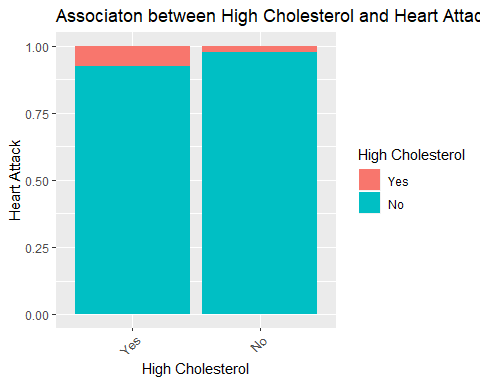 Associaton between High Cholesterol and Heart Attac
1.00
0.75
0.50
0.25
0.00
Heart Attack
Yes
No
High Cholesterol
High Cholesterol
Yes
No